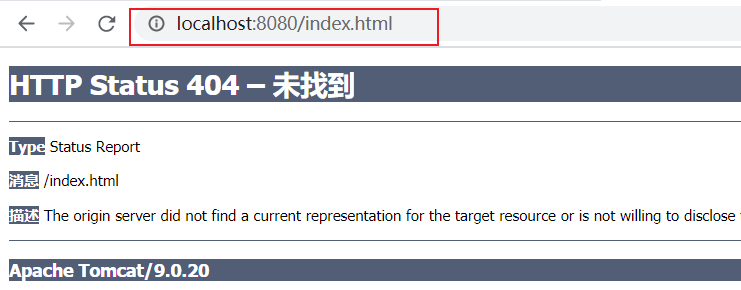 localhost:8080/index.html
HTTP Status 404 – 未找到
Type Status Report
消息 /index.html
描述 The origin server did not find a current representation for the target resource or is not willing to disclose
Apache Tomcat/9.0.20